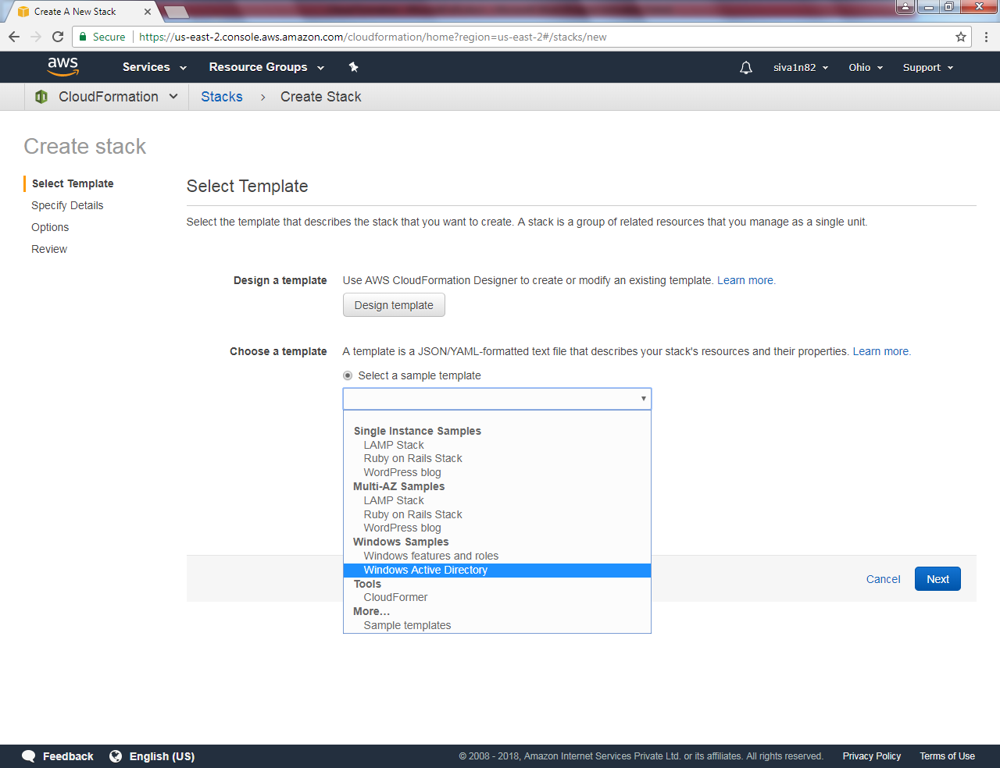 Create A New Stack
Secure https://us-east-2.console.aws.amazon.com/cloudformation/home?region=us-east-2#/stacks/new
aws Services Resource Groups siva1n82 Ohio Support
CloudFormation Stacks > Create Stack
Create stack
Select Template
Specify Details
Options
Review
Select Template
Select the template that describes the stack that you want to create. A stack is a group of related resources that you manage as a single unit.
Design a template Use AWS CloudFormation Designer to create or modify an existing template. Learn more.
Design template
Choose a template A template is a JSON/YAML-formatted text file that describes your stack's resources and their properties. Learn more.
Select a sample template
Single Instance Samples
LAMP Stack
Ruby on Rails Stack
WordPress blog
Multi-AZ Samples
LAMP Stack
Ruby on Rails Stack
WordPress blog
Windows Samples
Windows features and roles
Windows Active Directory
Tools
CloudFormer
More...
Sample templates
Cancel Next
Feedback English (US) © 2008 - 2018, Amazon Internet Services Private Ltd. or its affiliates. All rights reserved. Privacy Policy Terms of Use